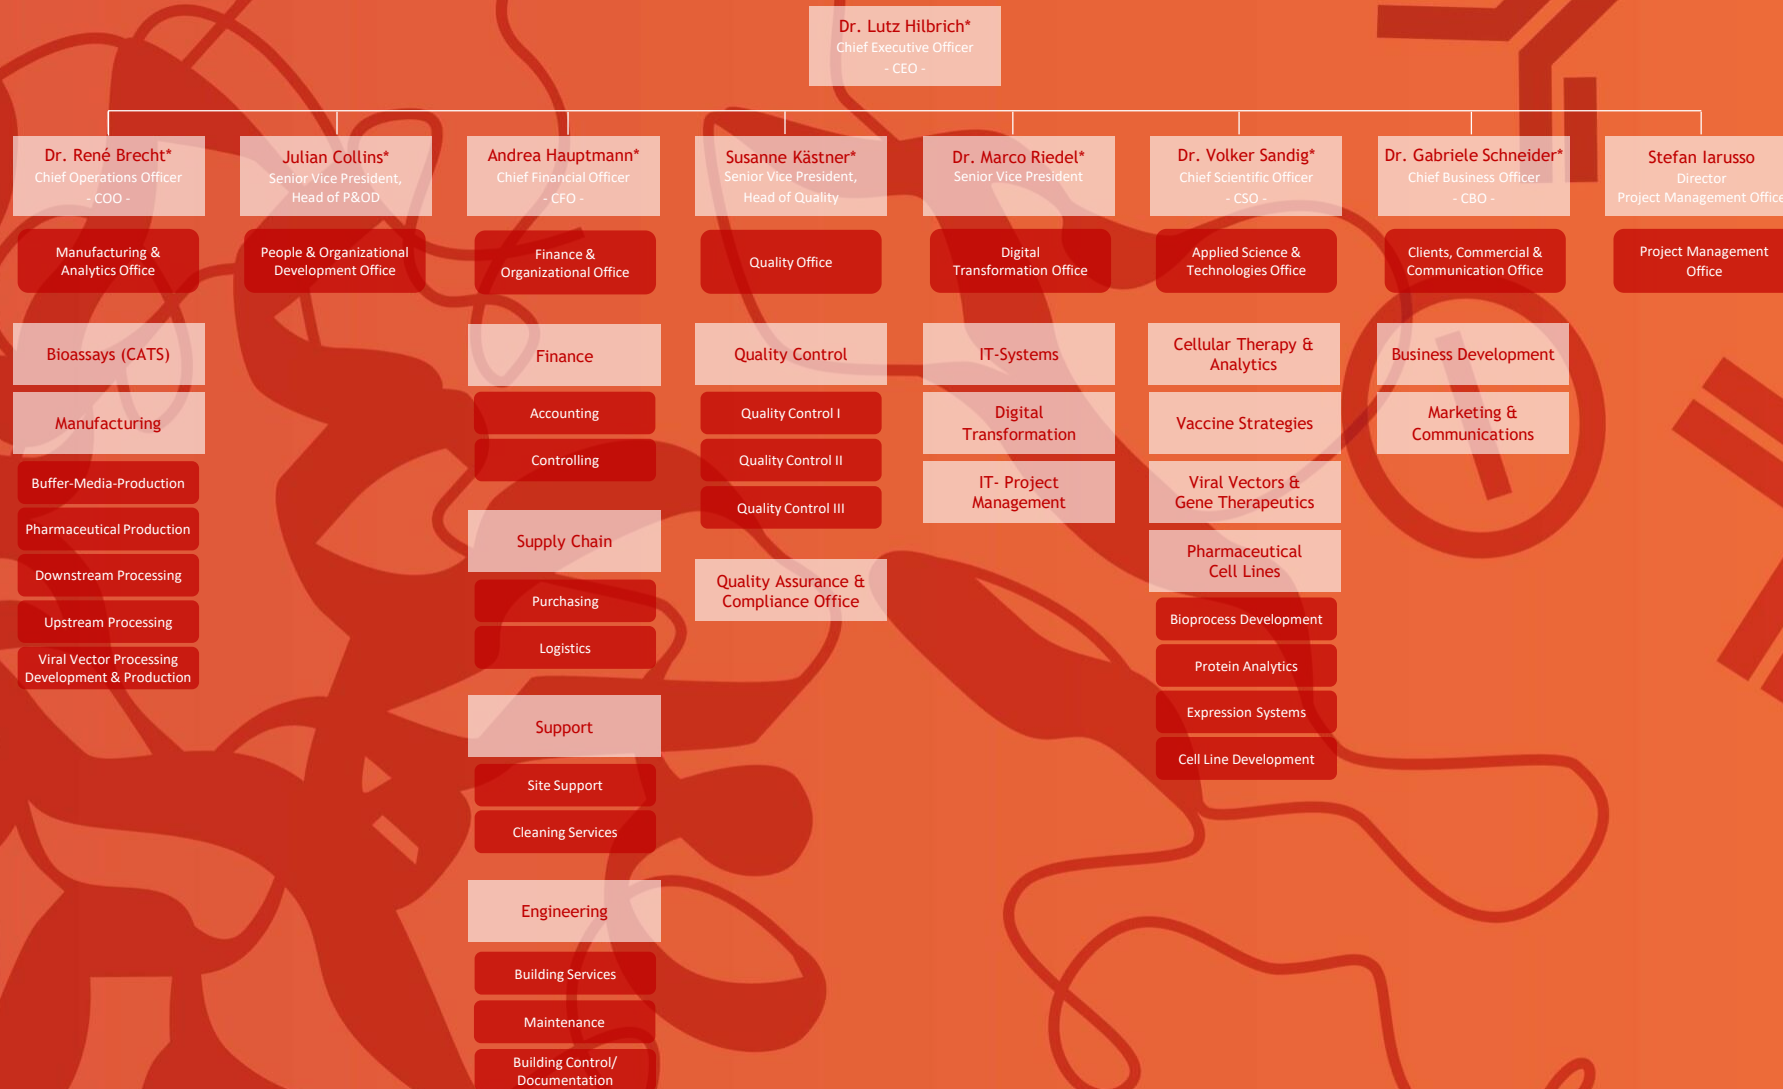 Dr. Lutz Hilbrich*
Chief Executive Officer
- CEO -
Dr. René Brecht*
Chief Operations Officer
- COO -
Manufacturing &
Analytics Office
Bioassays (CATS)
Manufacturing
Buffer-Media-Production
Pharmaceutical Production
Downstream Processing
Upstream Processing
Viral Vector Processing
Development & Production
Julian Collins*
Senior Vice President,
Head of P&OD
People & Organizational
Development Office
Andrea Hauptmann*
Chief Financial Officer
- CFO -
Finance &
Organizational Office
Finance
Accounting
Controlling
Supply Chain
Purchasing
Logistics
Support
Site Support
Cleaning Services
Engineering
Building Services
Maintenance
Building Control/
Documentation
Susanne Kästner*
Senior Vice President,
Head of Quality
Quality Office
Quality Control
Quality Control I
Quality Control II
Quality Control III
Quality Assurance &
Compliance Office
Dr. Marco Riedel*
Senior Vice President
Digital
Transformation Office
IT-Systems
Digital
Transformation
IT- Project
Management
Dr. Volker Sandig*
Chief Scientific Officer
- CSO -
Applied Science &
Technologies Office
Cellular Therapy &
Analytics
Vaccine Strategies
Viral Vectors &
Gene Therapeutics
Pharmaceutical
Cell Lines
Bioprocess Development
Protein Analytics
Expression Systems
Cell Line Development
Dr. Gabriele Schneider*
Chief Business Officer
- CBO -
Clients, Commercial &
Communication Office
Business Development
Marketing &
Communications
Stefan Iarusso
Director
Project Management Office
Project Management
Office